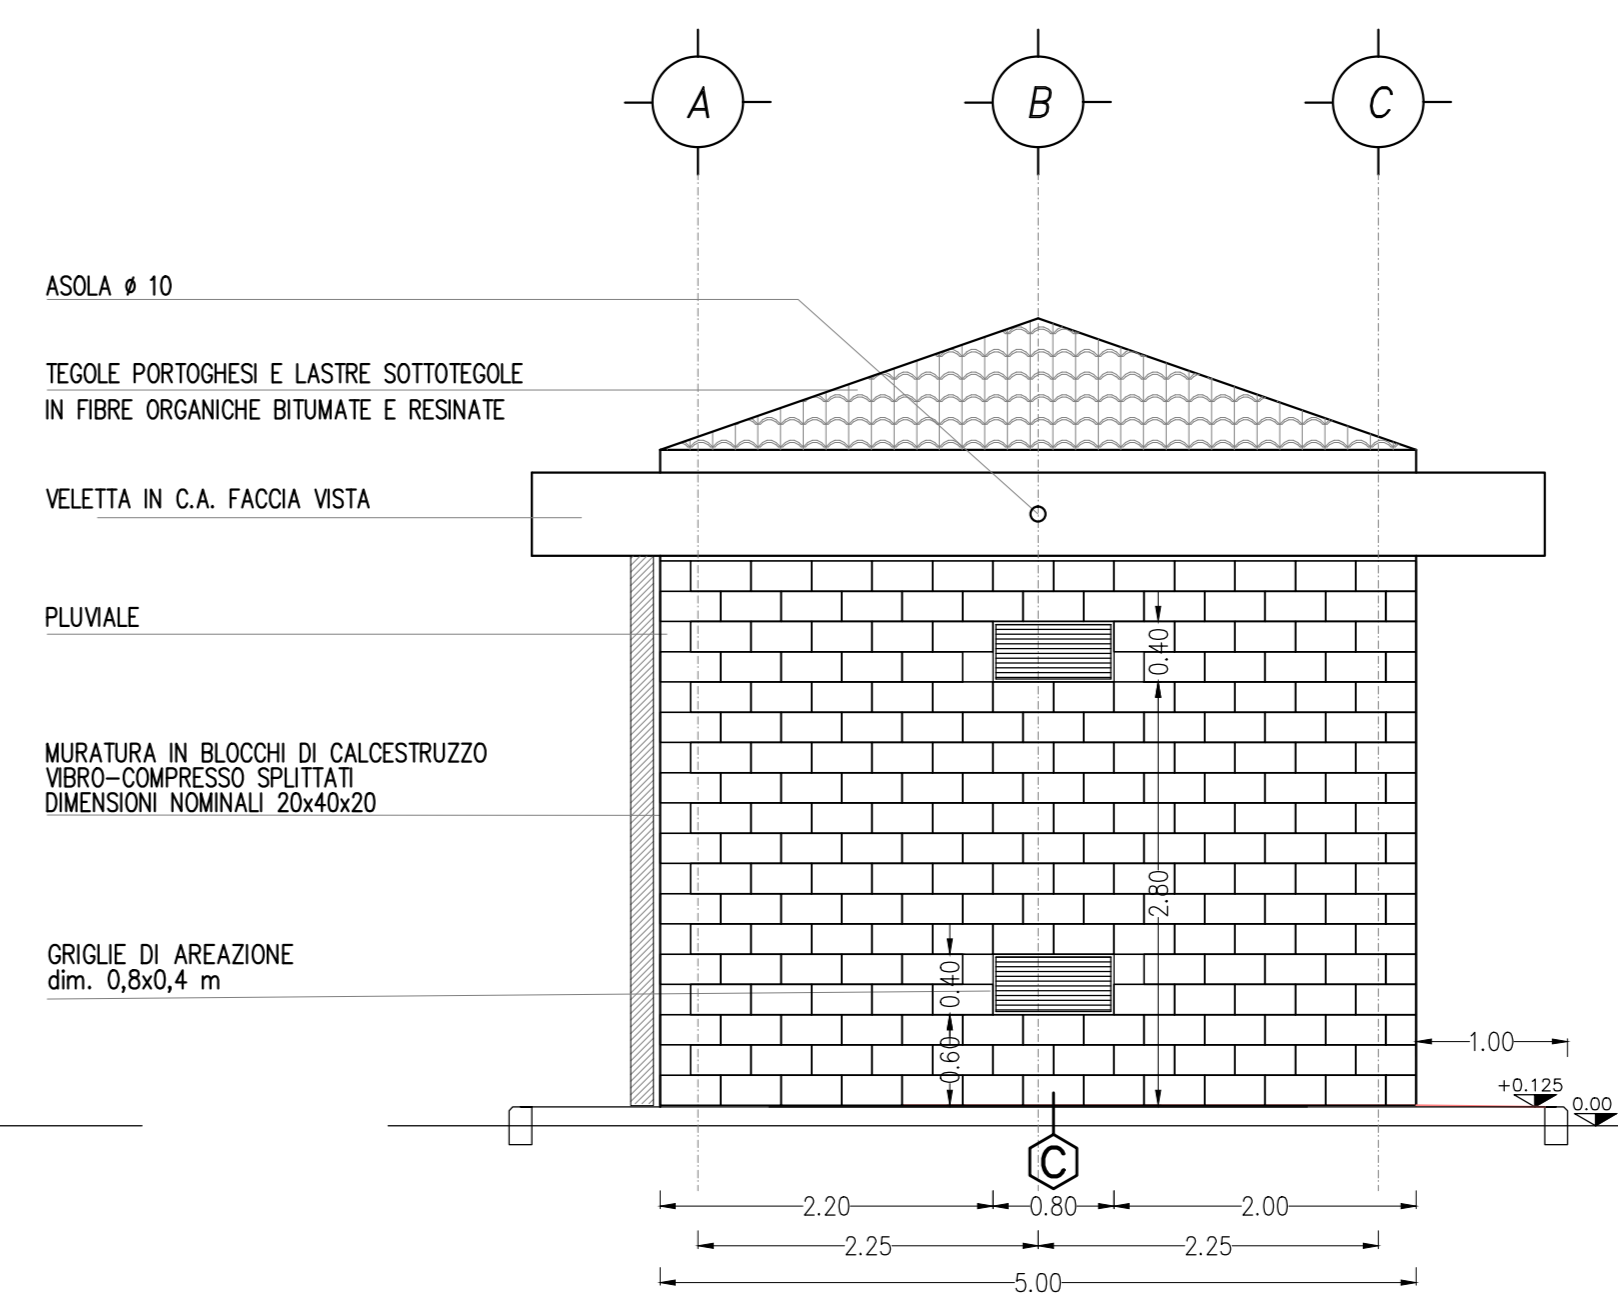 A
B
C
ASOLA ø 10
TEGOLE PORTOGHESI E LASTRE SOTTOTEGOLE
IN FIBRE ORGANICHE BITUMATE E RESINATE
VELETTA IN C.A. FACCIA VISTA
PLUVIALE
0.40
MURATURA IN BLOCCHI DI CALCESTRUZZO
VIBRO-COMPRESSO SPLITTATI
DIMENSIONI NOMINALI 20x40x20
2.80
GRIGLIE DI AREAZIONE
dim. 0,8x0,4 m
0.40
0.60
1.00
+0.125
0.00
C
2.20
0.80
2.00
2.25
2.25
5.00